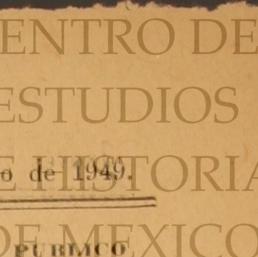 ENTRO DE
ESTUDIOS
E HISTORIA
o de 1949.
DE MEXICO
PUBLICO